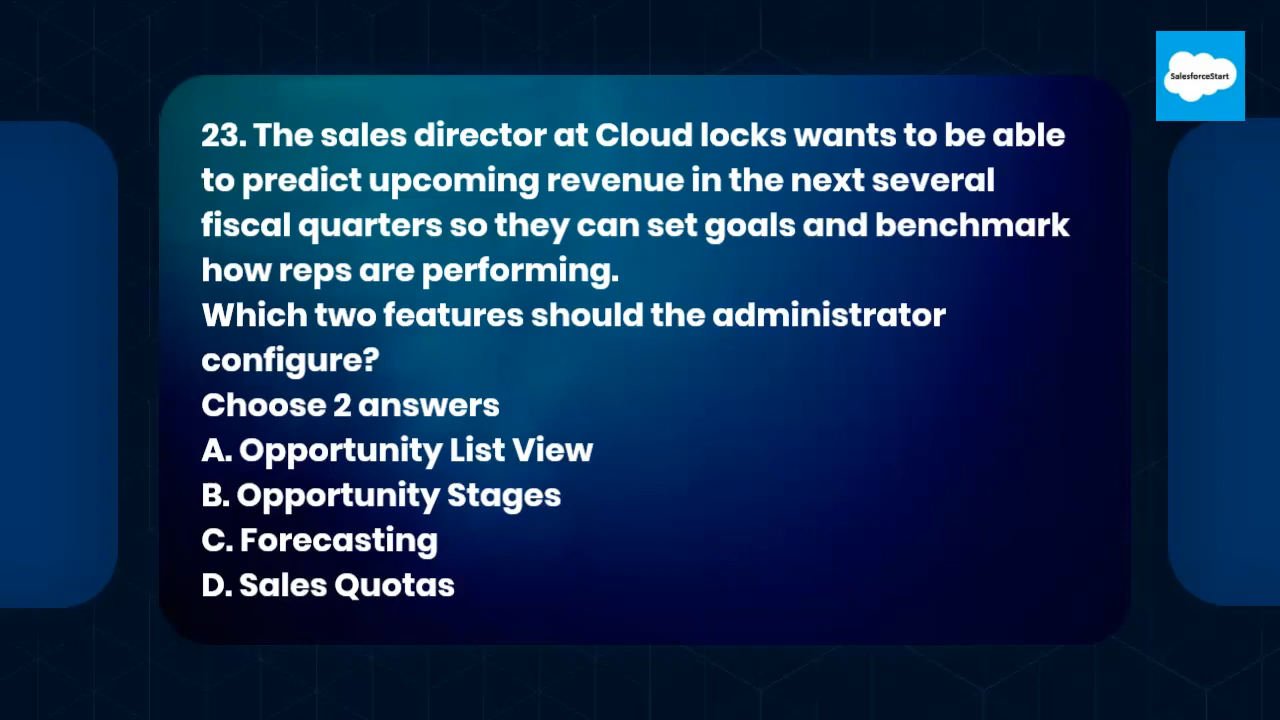 SalesforceStart
23. The sales director at Cloud locks wants to be able
to predict upcoming revenue in the next several
fiscal quarters so they can set goals and benchmark
how reps are performing.
Which two features should the administrator
configure?
Choose 2 answers
A. Opportunity List View
B. Opportunity Stages
C. Forecasting
D. Sales Quotas